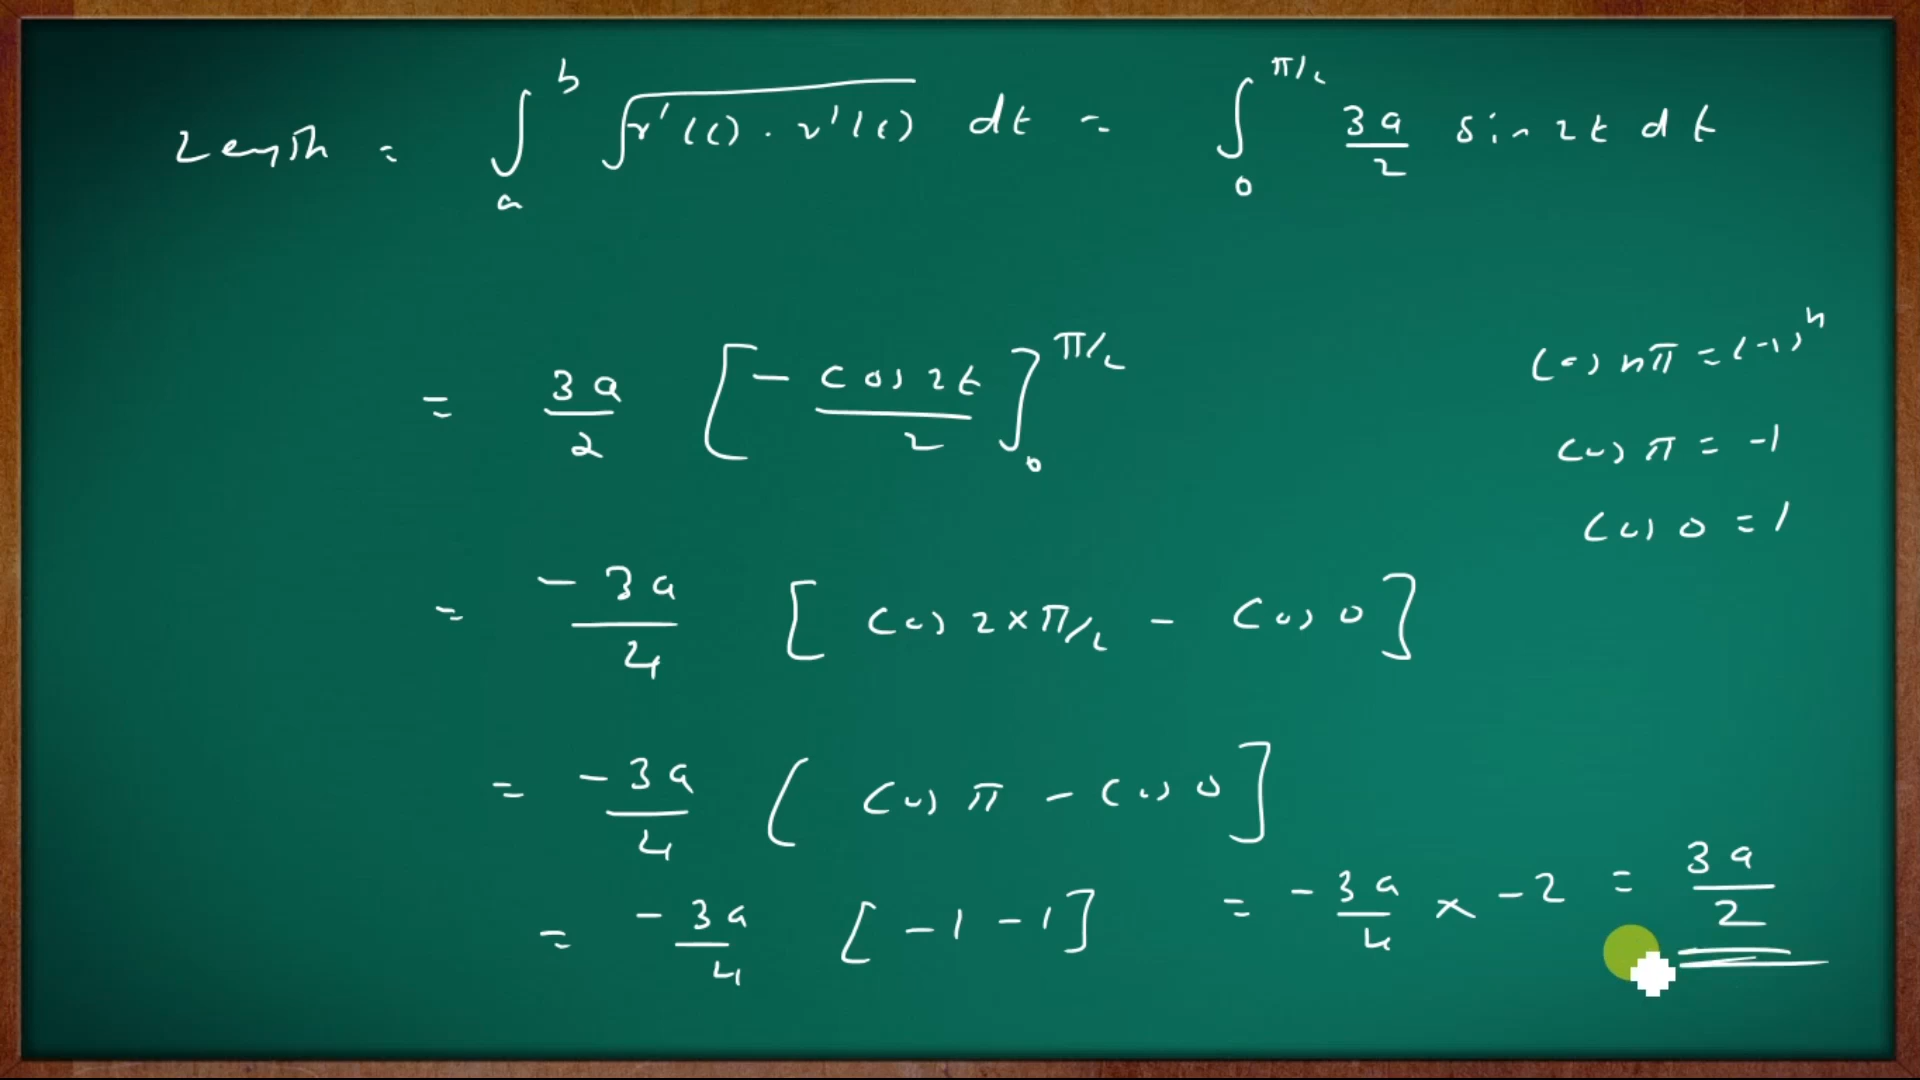 Length = ∫_a^b √(r'(t) · r'(t)) dt = ∫_0^{π/2} 3a/2 sin 2t dt
= 3a/2 [ - cos 2t / 2 ]_0^{π/2}
cos nπ = (-1)^n
cos π = -1
cos 0 = 1
= -3a/4 [ cos 2 × π/2 - cos 0 ]
= -3a/4 [ cos π - cos 0 ]
= -3a/4 [ -1 - 1 ] = -3a/4 × -2 = 3a/2